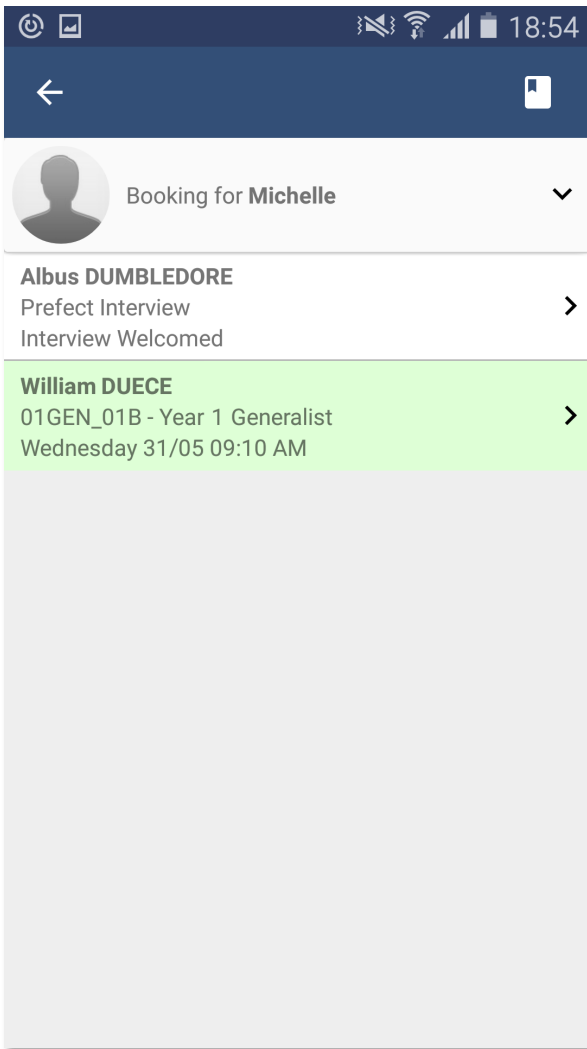 18:54
Booking for Michelle
Albus DUMBLEDORE
Prefect Interview
Interview Welcomed
William DUECE
01GEN_01B - Year 1 Generalist
Wednesday 31/05 09:10 AM